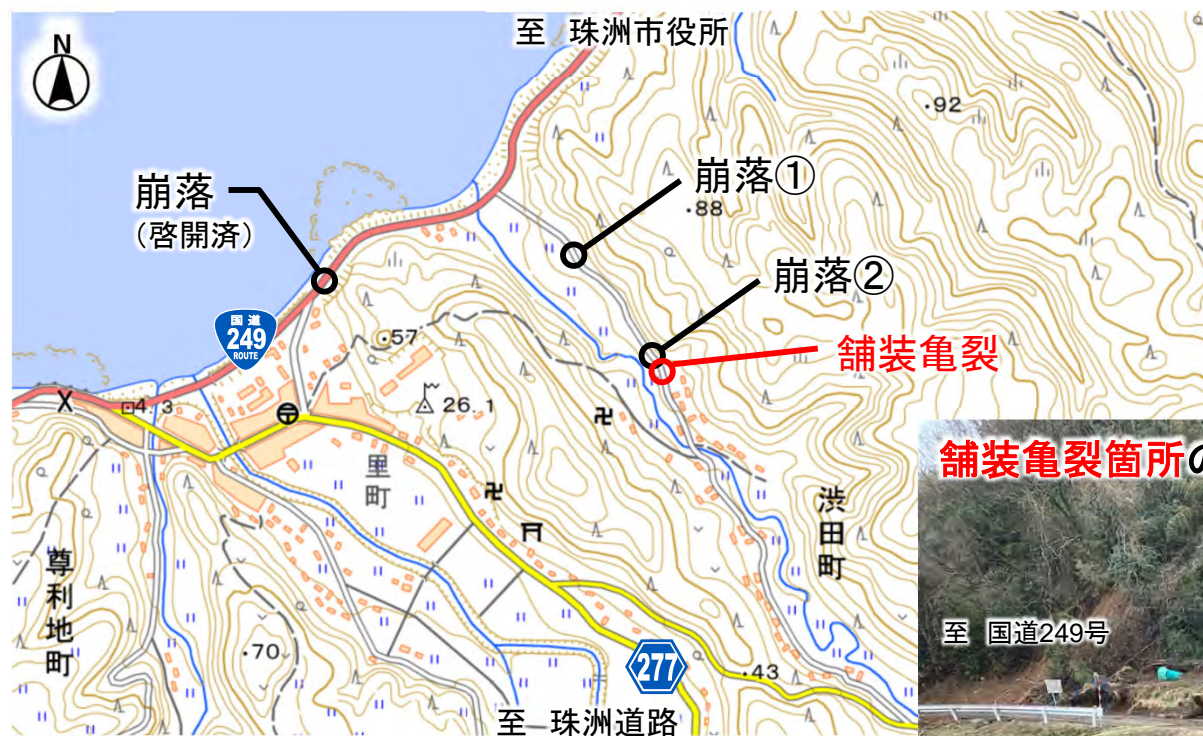 至 珠洲市役所
N
崩落
(啓開済)
崩落①
崩落②
舗装亀裂
国道
249
ROUTE
92
88
57
26.1
4.3
里町
渋田町
尊利地町
70
43
277
至 珠洲道路
舗装亀裂箇所の
至 国道249号